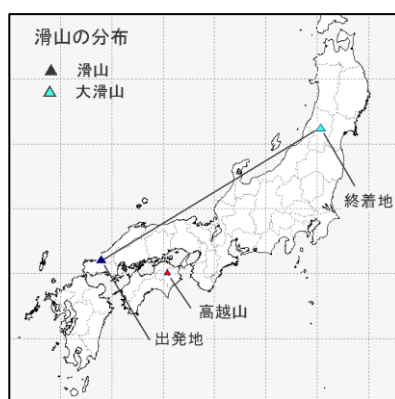 滑山の分布
滑山
大滑山
終着地
高越山
出発地